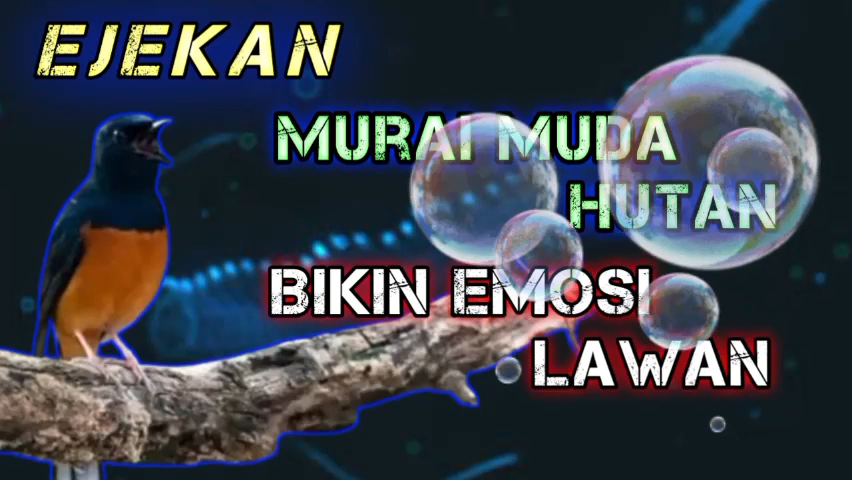 EJEKAN
MURAI MUDA
HUTAN
BIKIN EMOSI
LAWAN